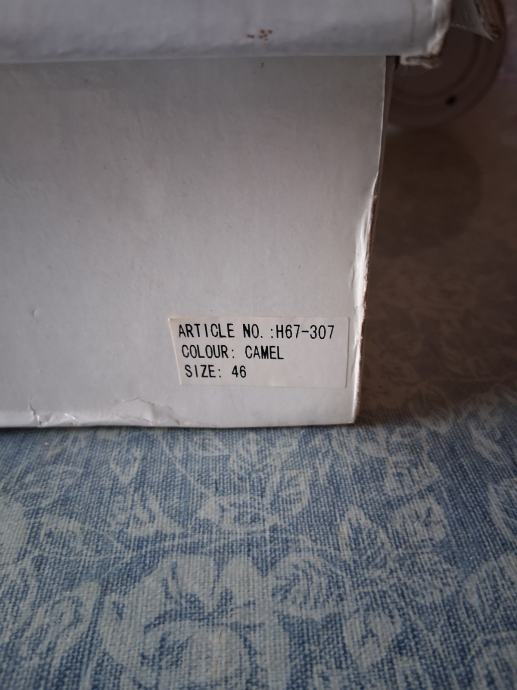 ARTICLE NO. :H67-307
COLOUR: CAMEL
SIZE: 46